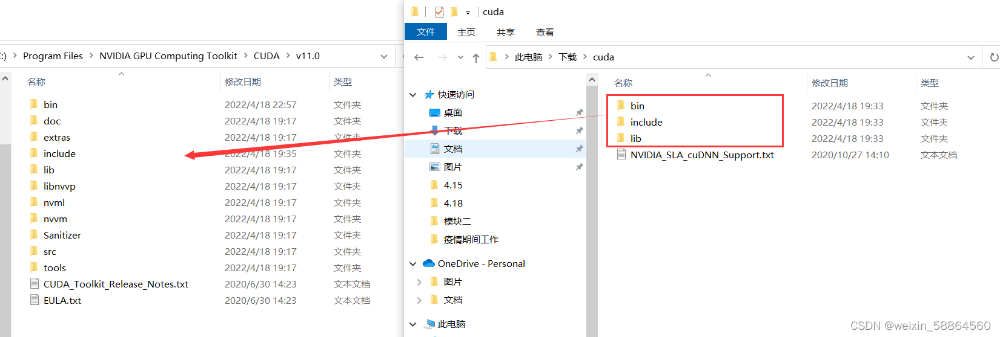 :) > Program Files > NVIDIA GPU Computing Toolkit > CUDA > v11.0
名称 修改日期 类型
bin 2022/4/18 22:57 文件夹
doc 2022/4/18 19:17 文件夹
extras 2022/4/18 19:17 文件夹
include 2022/4/18 19:35 文件夹
lib 2022/4/18 19:17 文件夹
libnvvp 2022/4/18 19:17 文件夹
nvml 2022/4/18 19:17 文件夹
nvvm 2022/4/18 19:17 文件夹
Sanitizer 2022/4/18 19:17 文件夹
src 2022/4/18 19:17 文件夹
tools 2022/4/18 19:17 文件夹
CUDA_Toolkit_Release_Notes.txt 2020/6/30 14:23 文本文档
EULA.txt 2020/6/30 14:23 文本文档
cuda
文件 主页 共享 查看
此电脑 > 下载 > cuda
快速访问
桌面
下载
文档
图片
4.15
4.18
模块二
疫情期间工作
OneDrive - Personal
图片
文档
此电脑
名称 修改日期 类型
bin 2022/4/18 19:33 文件夹
include 2022/4/18 19:33 文件夹
lib 2022/4/18 19:33 文件夹
NVIDIA_SLA_cuDNN_Support.txt 2020/10/27 14:10 文本文档
CSDN @weixin_58864560